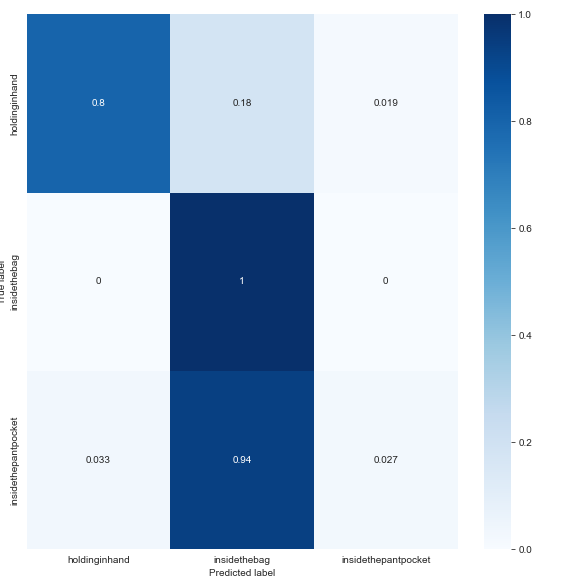 holdinginhand
0.8
0.18
0.019
True label
insidethebag
0
1
0
insidethepantpocket
0.033
0.94
0.027
holdinginhand
insidethebag
insidethepantpocket
Predicted label
1.0
0.8
0.6
0.4
0.2
0.0